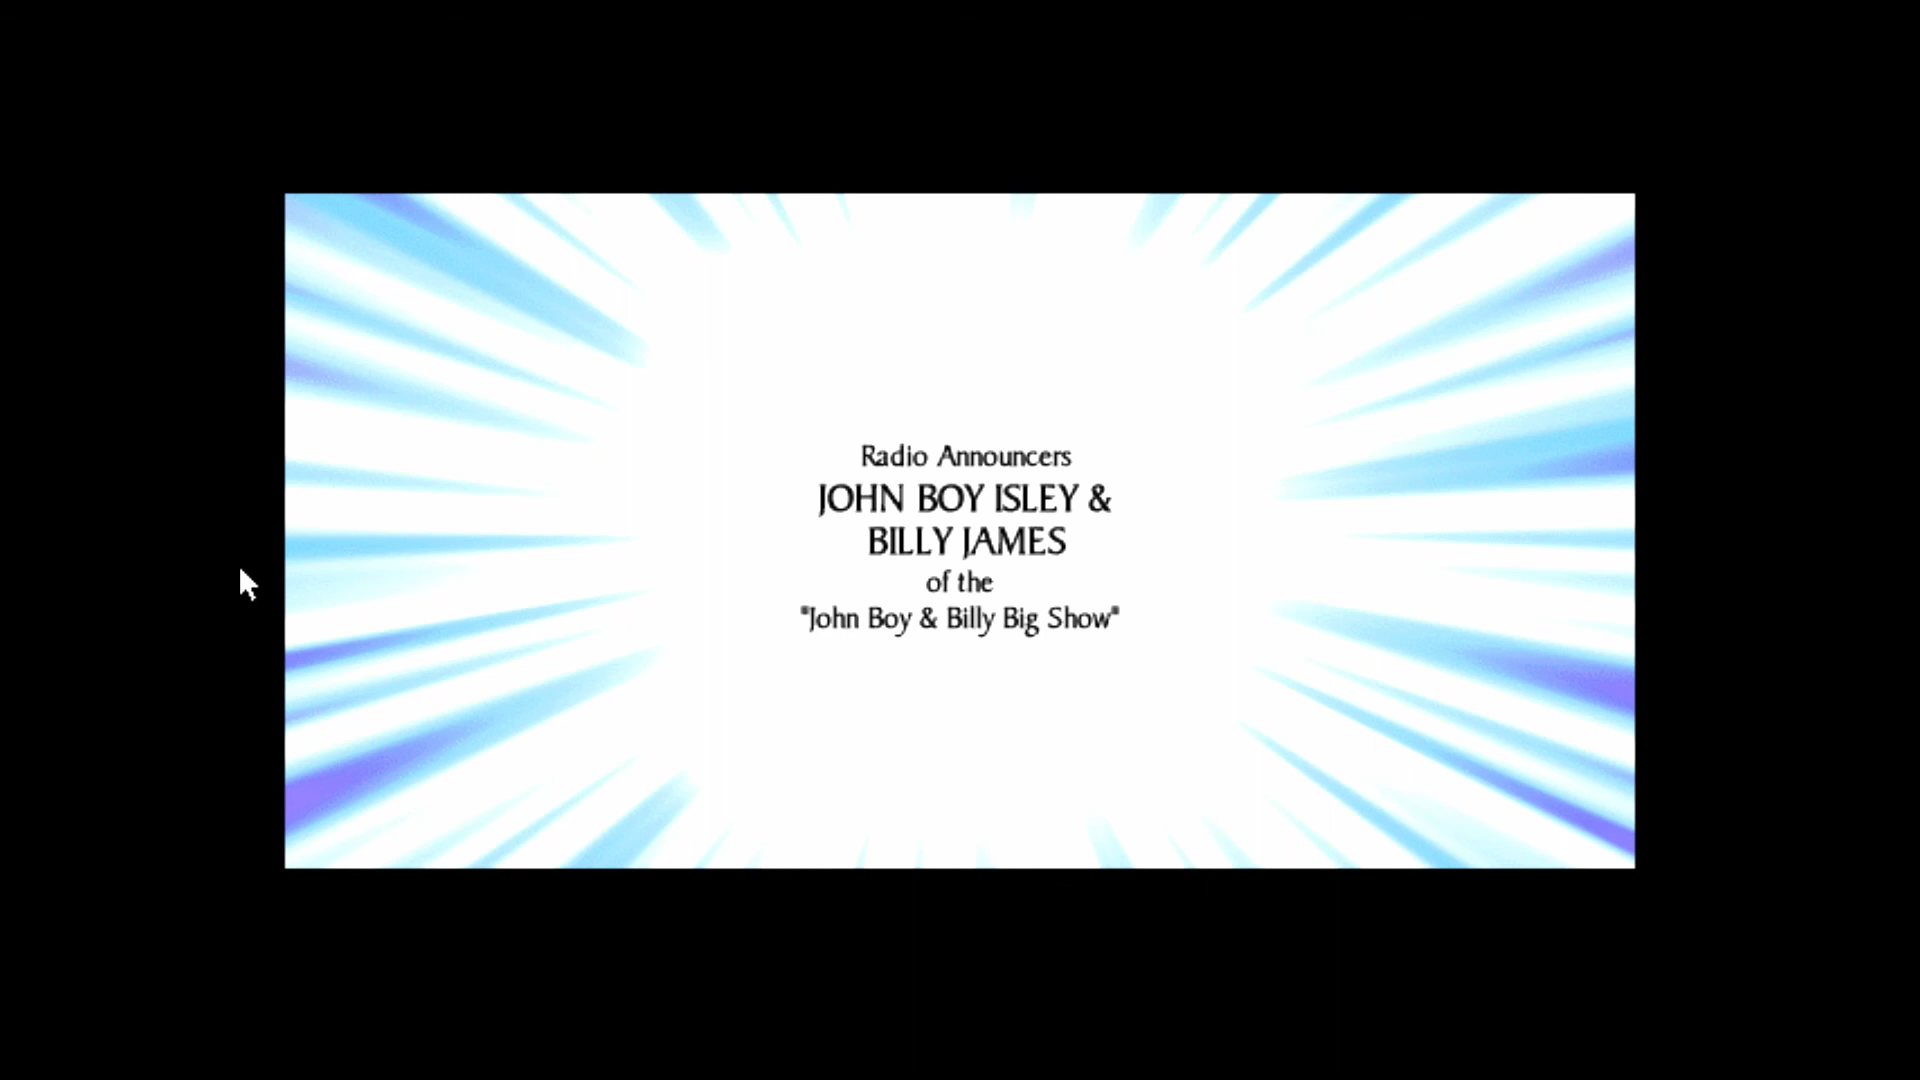 Radio Announcers
JOHN BOY ISLEY &
BILLY JAMES
of the
"John Boy & Billy Big Show"